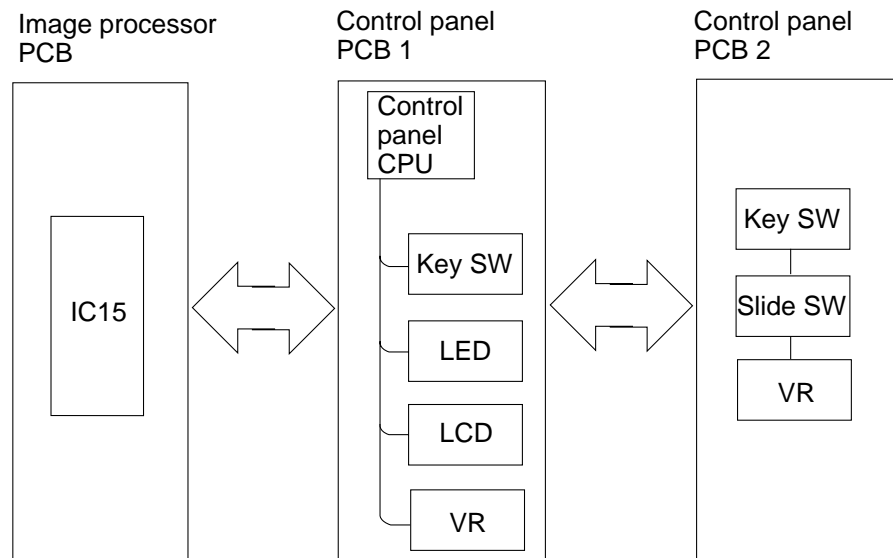 Image processor
PCB
Control panel
PCB 1
Control panel
PCB 2
IC15
Control
panel
CPU
Key SW
LED
LCD
VR
Key SW
Slide SW
VR